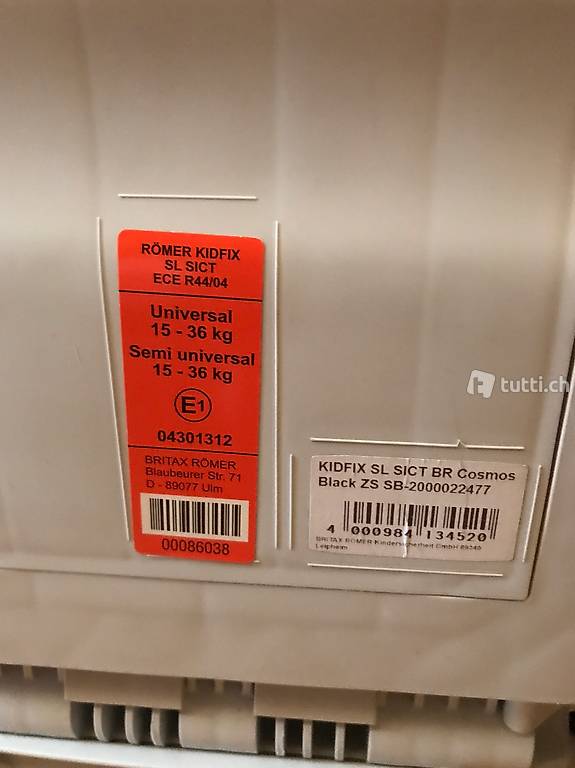 RÖMER KIDFIX
SL SICT
ECE R44/04
Universal
15 - 36 kg
Semi universal
15 - 36 kg
E1
04301312
BRITAX RÖMER
Blaubeurer Str. 71
D - 89077 Ulm
00086038
KIDFIX SL SICT BR Cosmos
Black ZS SB-2000022477
4 000984 134520
BRITAX RÖMER Kindersicherheit GmbH 89340
Leipheim
tutti.ch